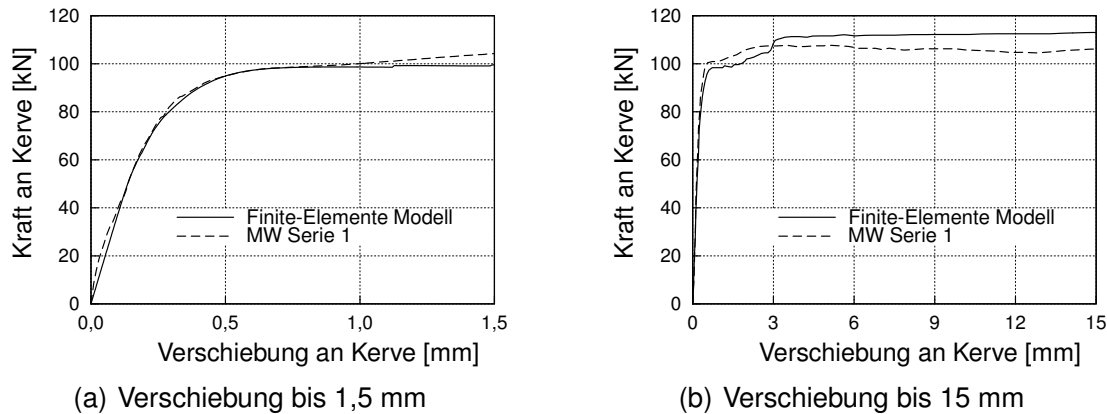 Kraft an Kerve [kN]
120
100
80
60
40
20
0
0,0 0,5 1,0 1,5
Finite-Elemente Modell
MW Serie 1
Verschiebung an Kerve [mm]
(a) Verschiebung bis 1,5 mm
Kraft an Kerve [kN]
120
100
80
60
40
20
0
0 3 6 9 12 15
Finite-Elemente Modell
MW Serie 1
Verschiebung an Kerve [mm]
(b) Verschiebung bis 15 mm